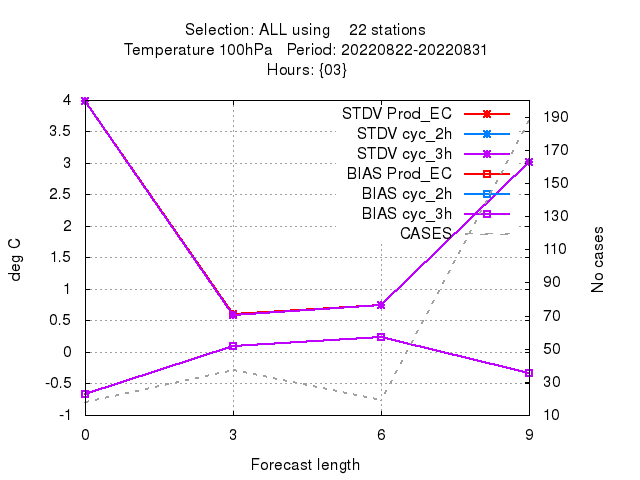 Selection: ALL using 22 stations
Temperature 100hPa Period: 20220822-20220831
Hours: {03}
STDV Prod_EC
STDV cyc_2h
STDV cyc_3h
BIAS Prod_EC
BIAS cyc_2h
BIAS cyc_3h
CASES
4
3.5
3
2.5
2
1.5
1
0.5
0
-0.5
-1
deg C
190
170
150
130
110
90
70
50
30
10
No cases
0 3 6 9
Forecast length